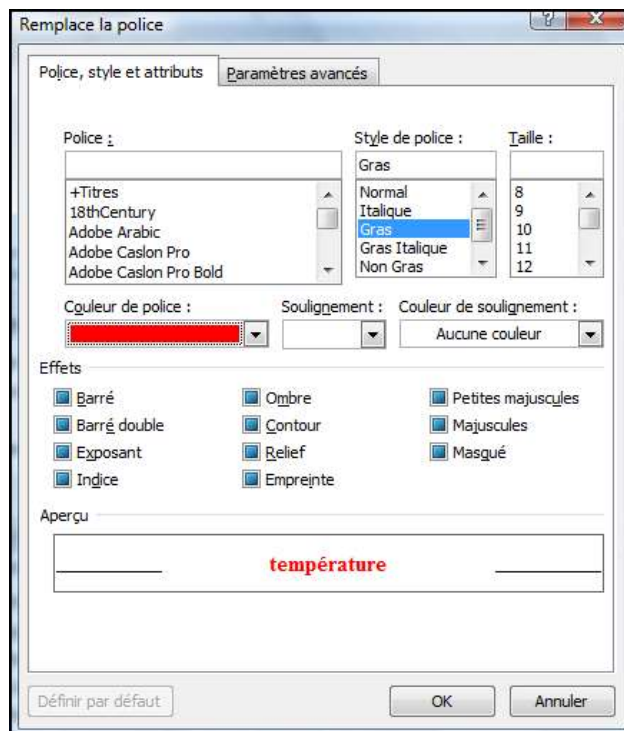 Remplace la police
?
Police, style et attributs Paramètres avancés
Police : Style de police : Taille :
Gras
+Titres Normal 8
18thCentury Italique 9
Adobe Arabic Gras 10
Adobe Caslon Pro Gras Italique 11
Adobe Caslon Pro Bold Non Gras 12
Couleur de police : Soulignement : Couleur de soulignement :
Aucune couleur
Effets
Barré Ombre Petites majuscules
Barré double Contour Majuscules
Exposant Relief Masqué
Indice Empreinte
Aperçu
température
Définir par défaut OK Annuler